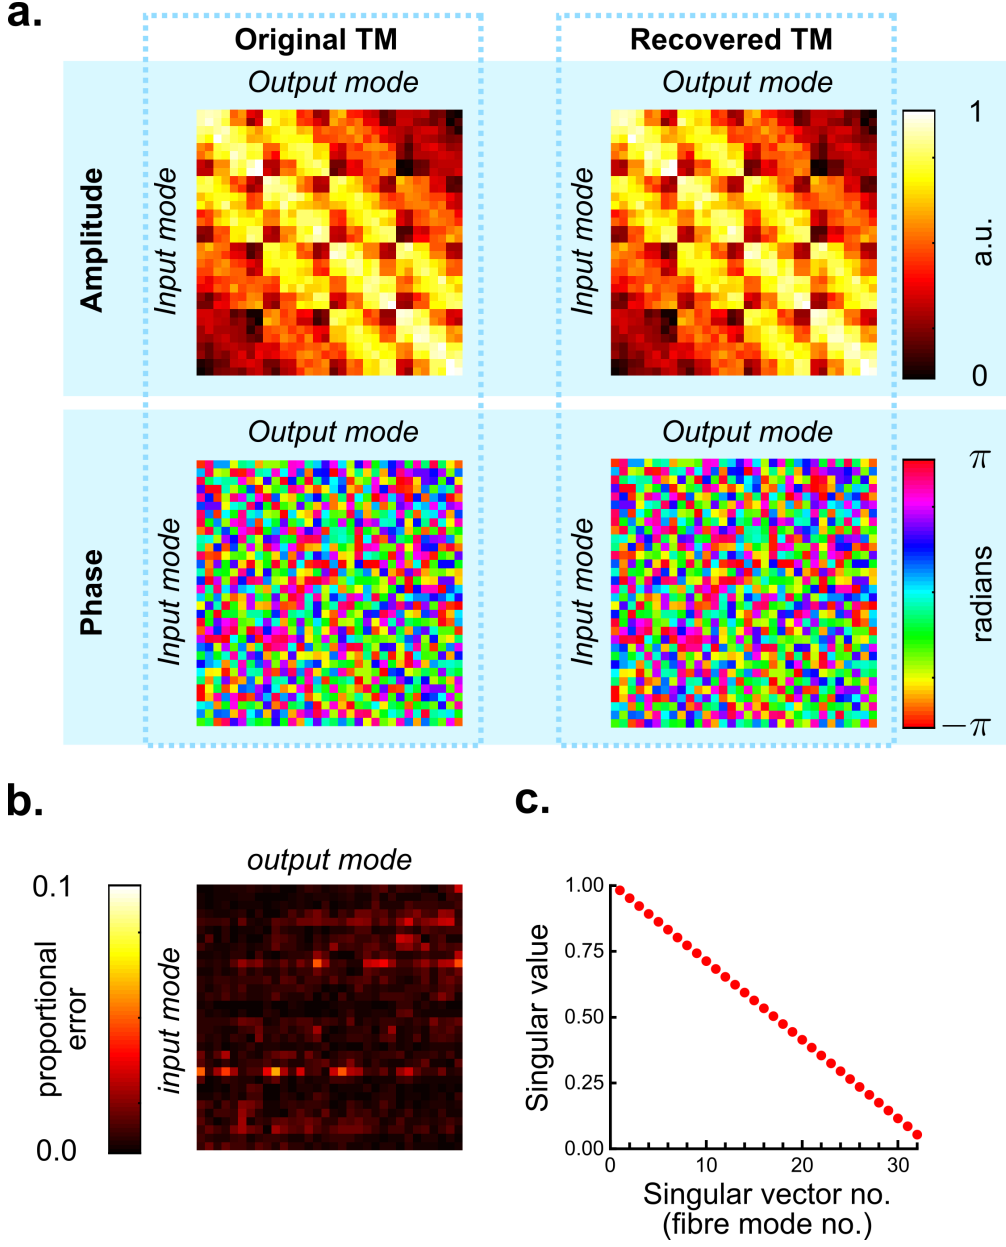 a.
Original TM
Recovered TM
Output mode
Output mode
Amplitude
Input mode
Input mode
1
a.u.
0
Output mode
Output mode
Phase
Input mode
Input mode
π
radians
−π
b.
output mode
0.1
proportional
error
0.0
input mode
c.
1.00
0.75
0.50
0.25
0.00
Singular value
0 10 20 30
Singular vector no.
(fibre mode no.)